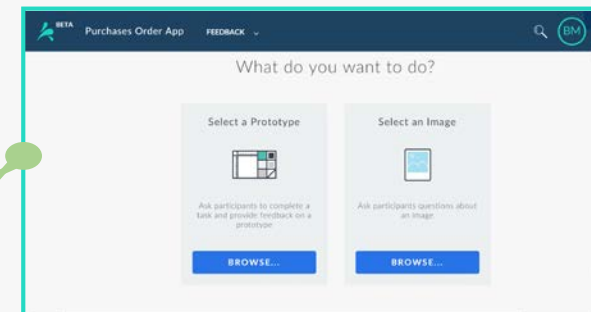 BETA
Purchases Order App FEEDBACK BM
What do you want to do?
Select a Prototype
Ask participants to complete a
task and provide feedback on a
prototype
BROWSE...
Select an Image
Ask participants questions about
an image
BROWSE...